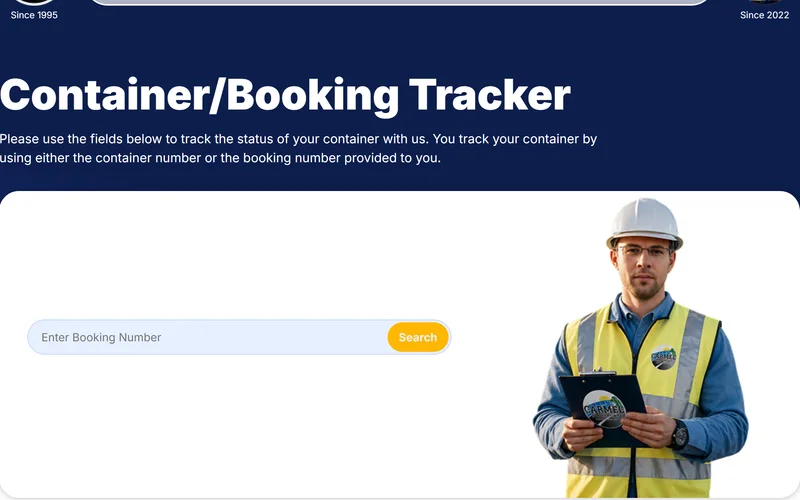 Since 1995
Since 2022
Container/Booking Tracker
Please use the fields below to track the status of your container with us. You track your container by
using either the container number or the booking number provided to you.
Enter Booking Number
Search
CARMEL
CARMEL